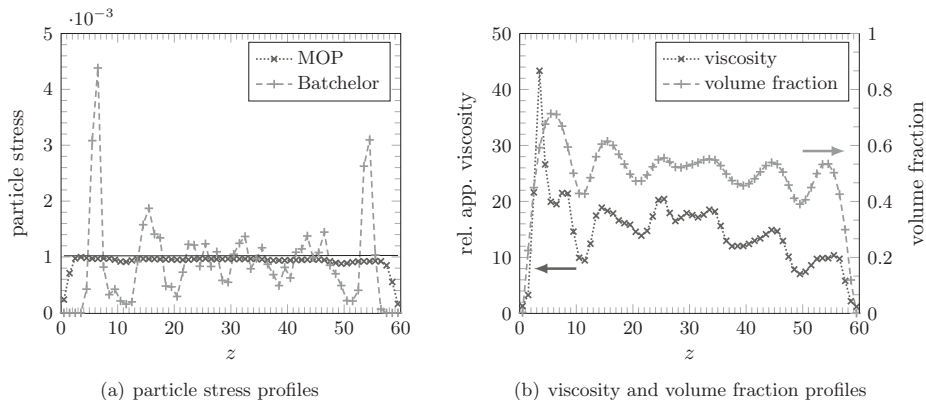 ·10⁻³
5
4
3
2
1
0
0 10 20 30 40 50 60
z
particle stress
MOP
Batchelor
(a) particle stress profiles
50
40
30
20
10
0
0 10 20 30 40 50 60
z
rel. app. viscosity
viscosity
volume fraction
1
0.8
0.6
0.4
0.2
0
volume fraction
(b) viscosity and volume fraction profiles